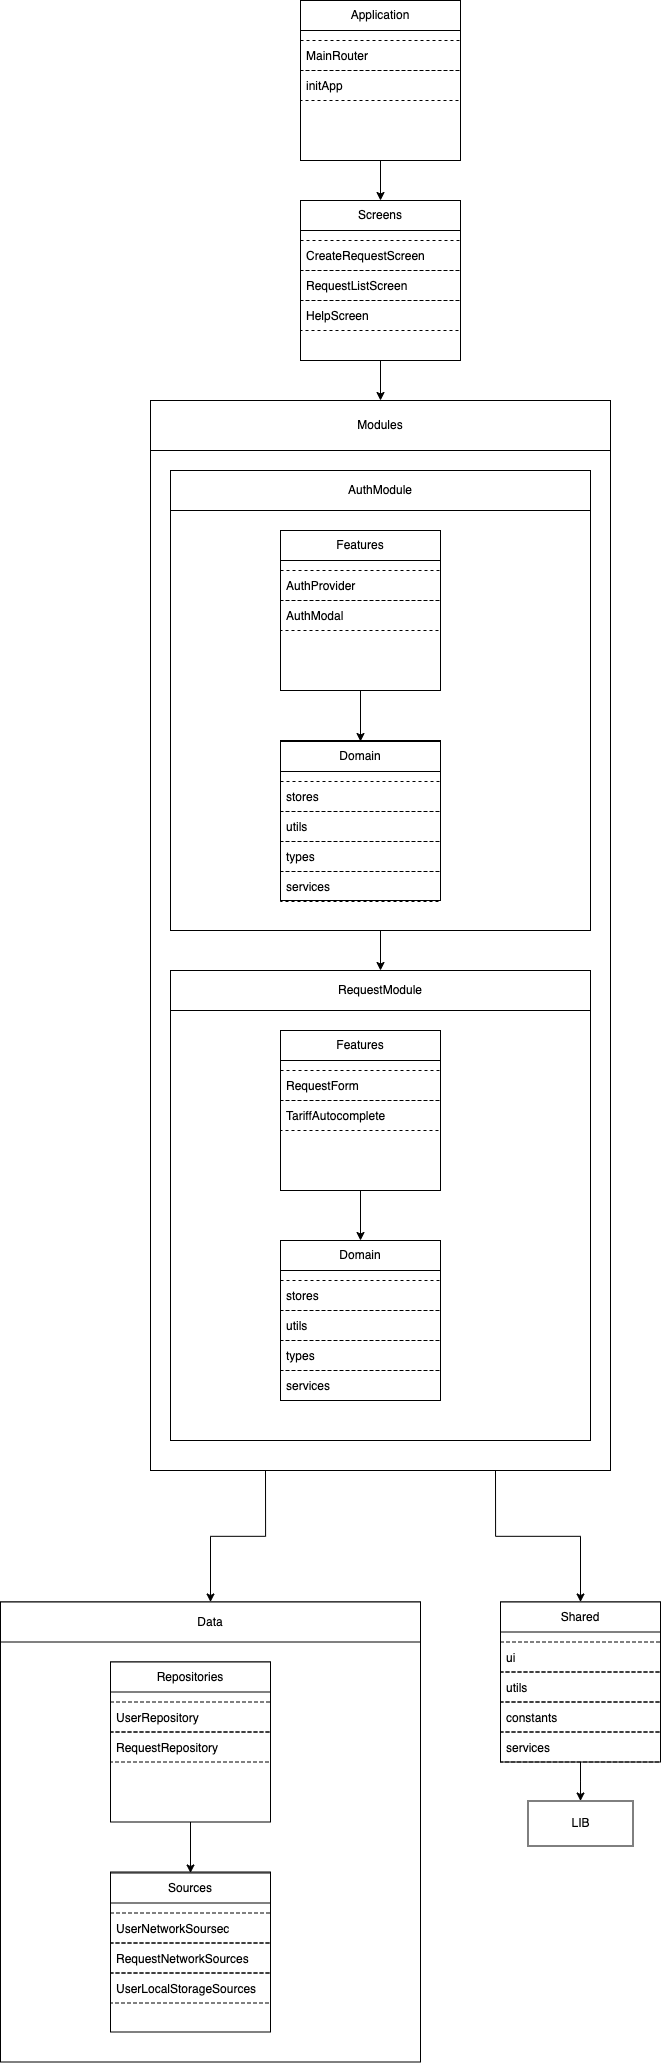 Application
MainRouter
initApp
Screens
CreateRequestScreen
RequestListScreen
HelpScreen
Modules
AuthModule
Features
AuthProvider
AuthModal
Domain
stores
utils
types
services
RequestModule
Features
RequestForm
TariffAutocomplete
Domain
stores
utils
types
services
Data
Repositories
UserRepository
RequestRepository
Sources
UserNetworkSoursec
RequestNetworkSources
UserLocalStorageSources
Shared
ui
utils
constants
services
LIB